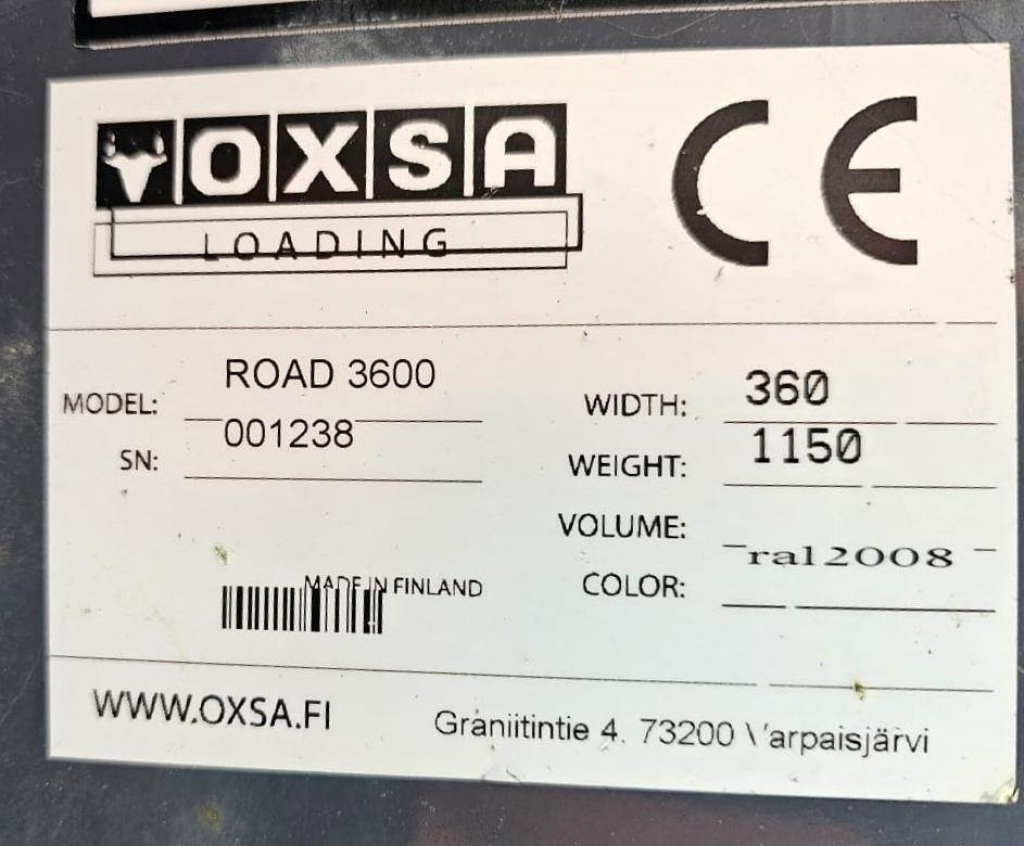 OXSA
LOADING
CE
MODEL: ROAD 3600
SN: 001238
WIDTH: 360
WEIGHT: 1150
VOLUME:
COLOR: ral2008
MADE IN FINLAND
WWW.OXSA.FI
Graniitintie 4. 73200 Varpaisjärvi